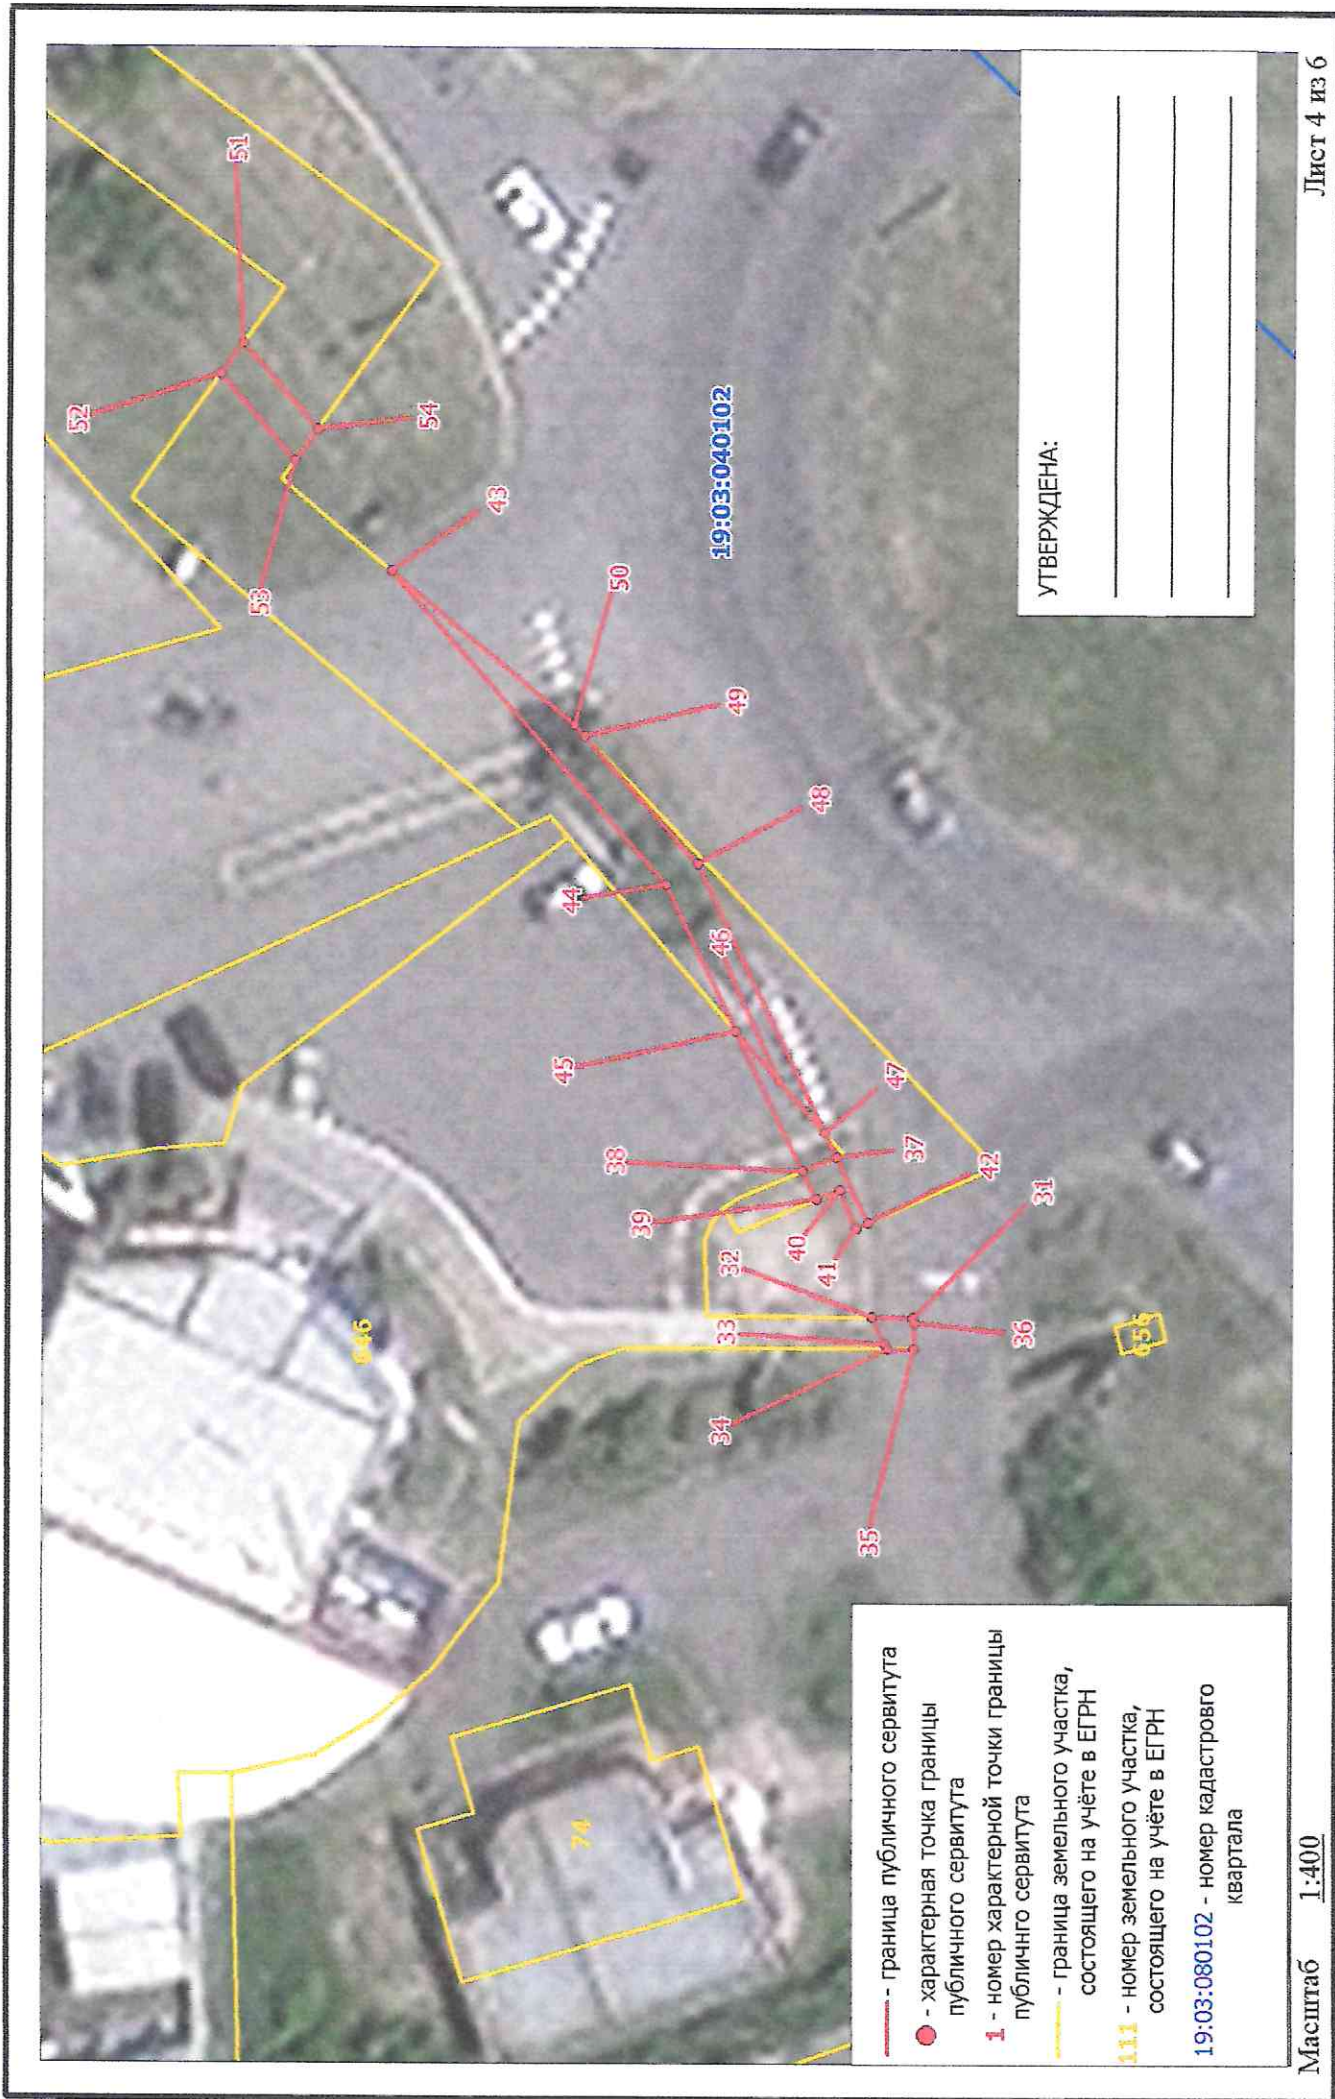 Лист 4 из 6
УТВЕРЖДЕНА:
51
52
54
53
43
50
19:03:040102
49
48
44
46
45
47
38
37
39
42
40
31
41
32
33
36
34
35
646
656
74
- граница публичного сервитута
- характерная точка границы
публичного сервитута
1 - номер характерной точки границы
публичнго сервитута
- граница земельного участка,
состоящего на учёте в ЕГРН
111 - номер земельного участка,
состоящего на учёте в ЕГРН
19:03:080102 - номер кадастрового
квартала
Масштаб 1:400